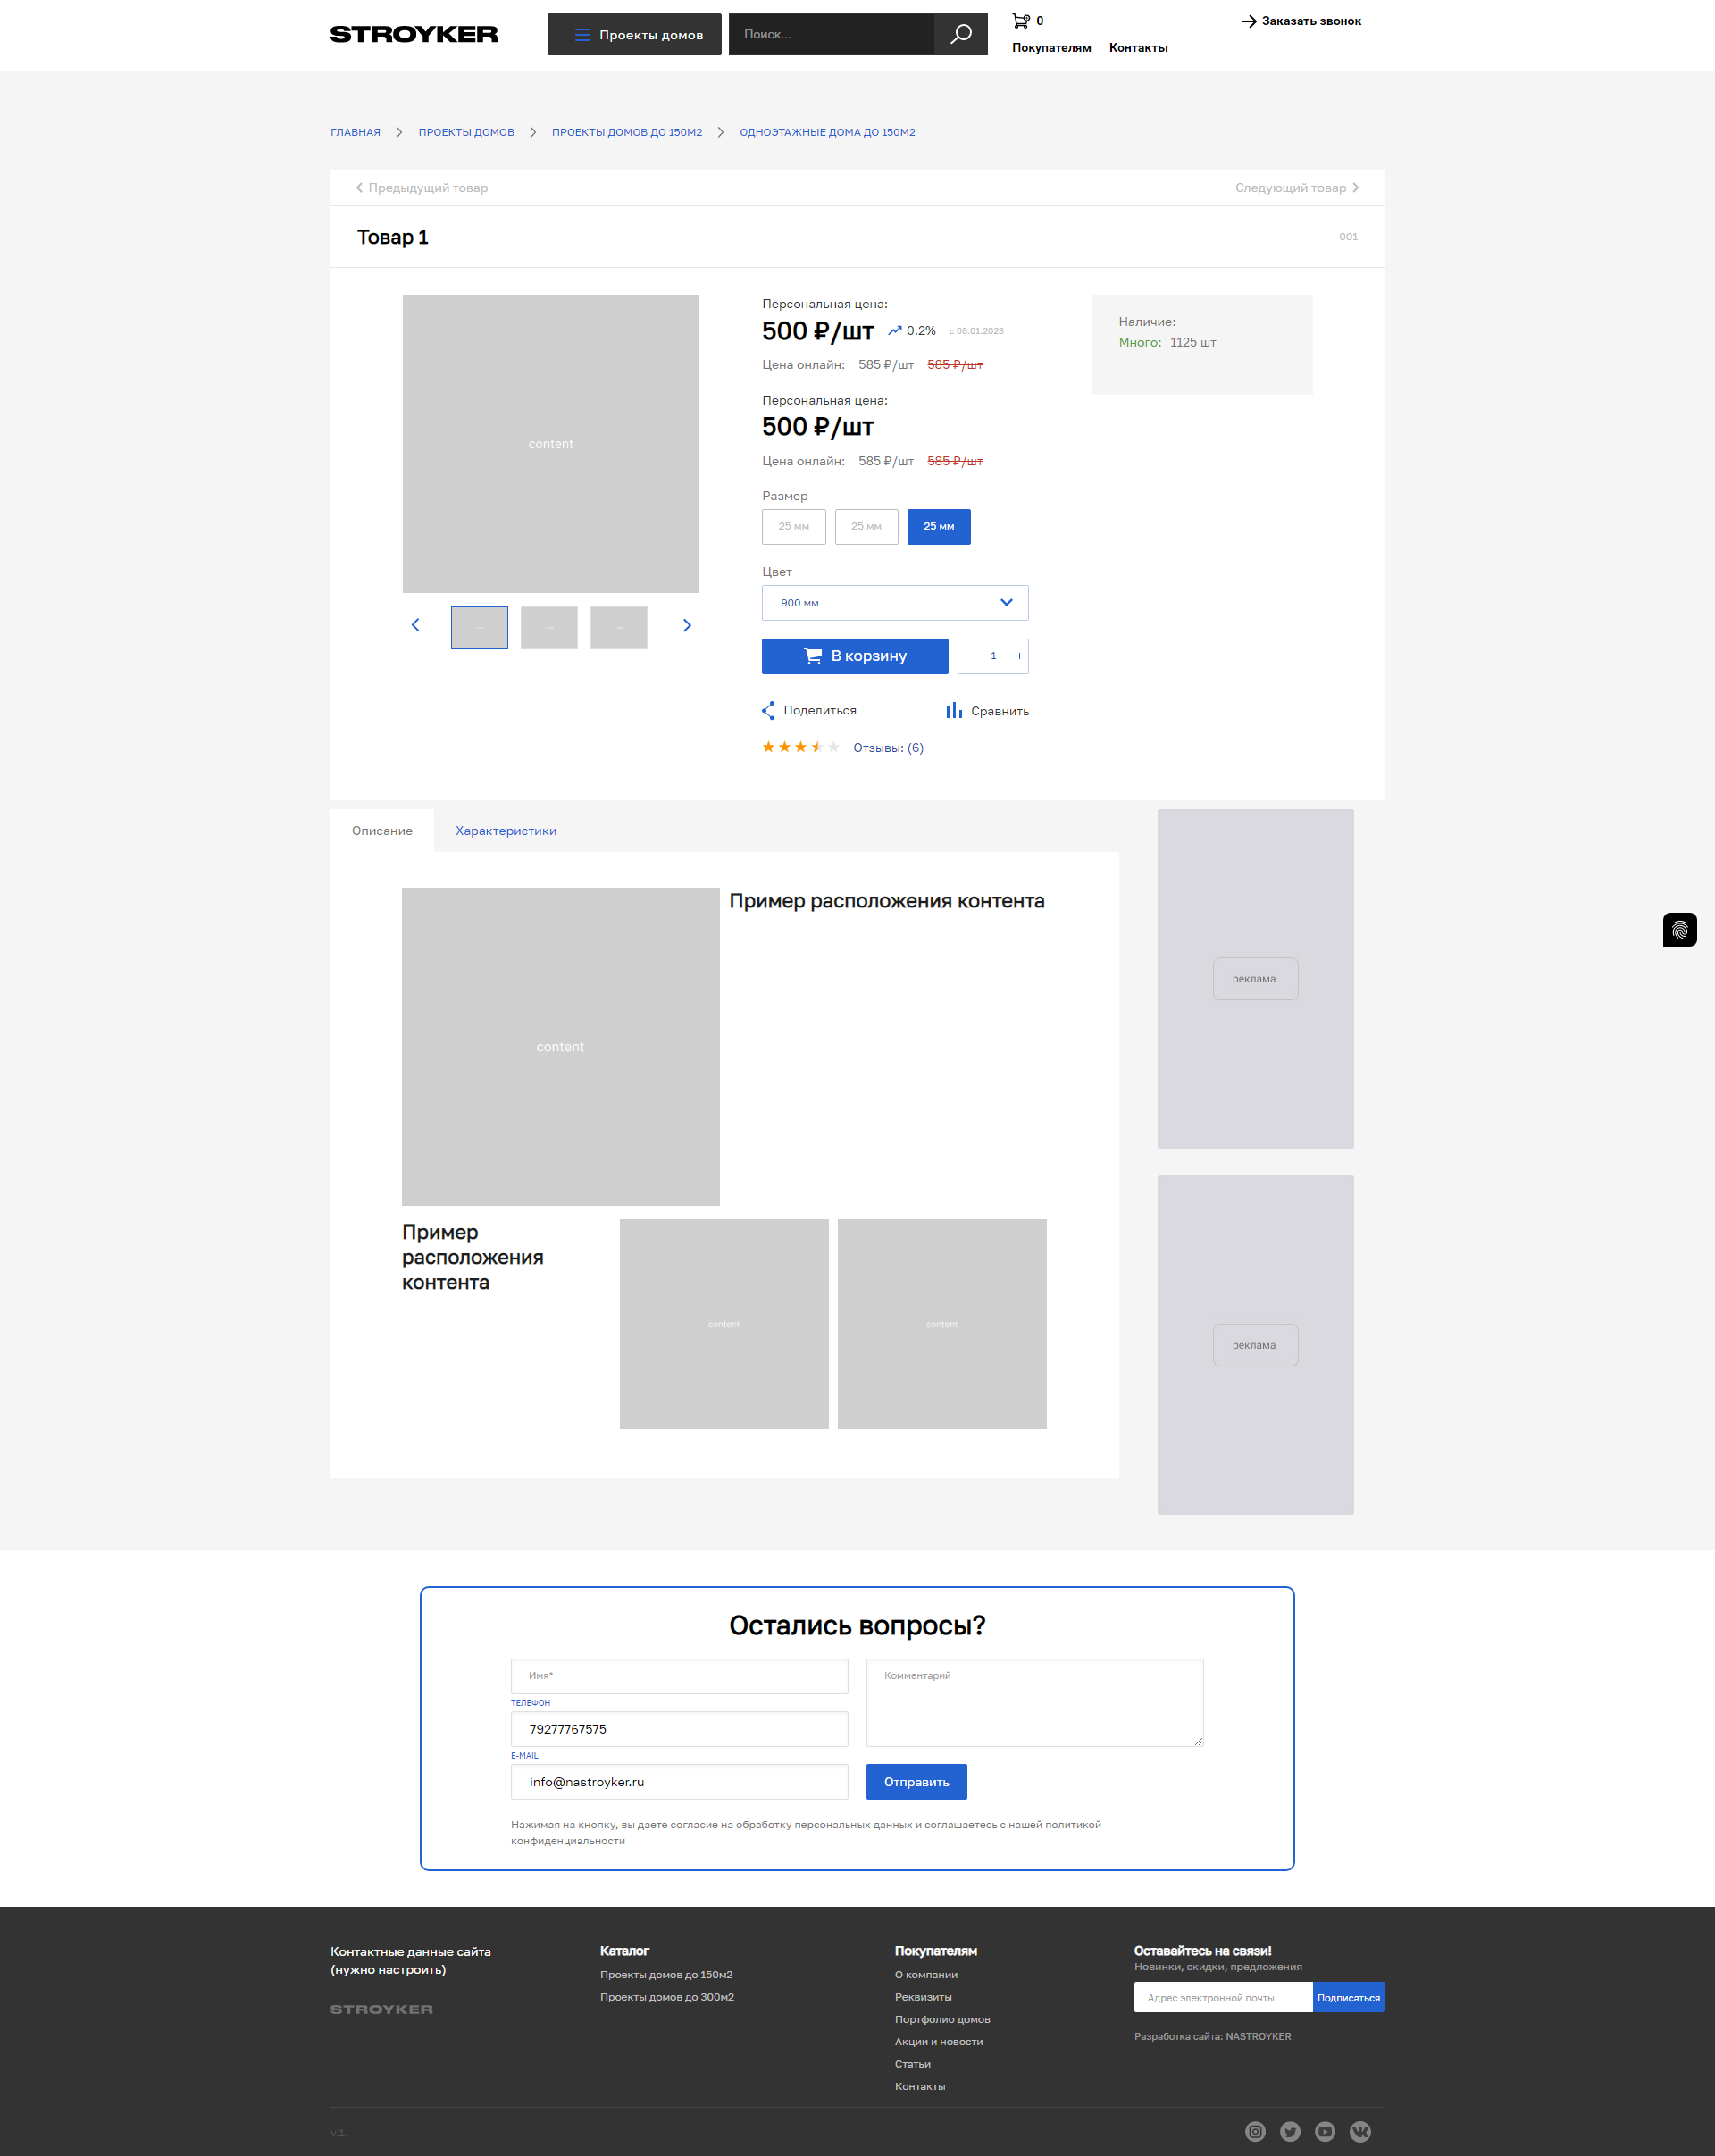 STROYKER
Проекты домов
Поиск...
0
Заказать звонок
Покупателям Контакты
ГЛАВНАЯ ПРОЕКТЫ ДОМОВ ПРОЕКТЫ ДОМОВ ДО 150М2 ОДНОЭТАЖНЫЕ ДОМА ДО 150М2
Предыдущий товар Следующий товар
Товар 1 001
content
Персональная цена:
500 ₽/шт 0.2% с 08.01.2023
Цена онлайн: 585 ₽/шт 585 ₽/шт
Персональная цена:
500 ₽/шт
Цена онлайн: 585 ₽/шт 585 ₽/шт
Размер
25 мм 25 мм 25 мм
Цвет
900 мм
В корзину − 1 +
Поделиться Сравнить
Отзывы: (6)
Наличие:
Много: 1125 шт
Описание Характеристики
content
Пример расположения контента
Пример
расположения
контента
content content
реклама
реклама
Остались вопросы?
Имя*
ТЕЛЕФОН
79277767575
E-MAIL
info@nastroyker.ru
Комментарий
Отправить
Нажимая на кнопку, вы даете согласие на обработку персональных данных и соглашаетесь с нашей политикой
конфиденциальности
Контактные данные сайта
(нужно настроить)
STROYKER
Каталог
Проекты домов до 150м2
Проекты домов до 300м2
Покупателям
О компании
Реквизиты
Портфолио домов
Акции и новости
Статьи
Контакты
Оставайтесь на связи!
Новинки, скидки, предложения
Адрес электронной почты Подписаться
Разработка сайта: NASTROYKER
v.1.